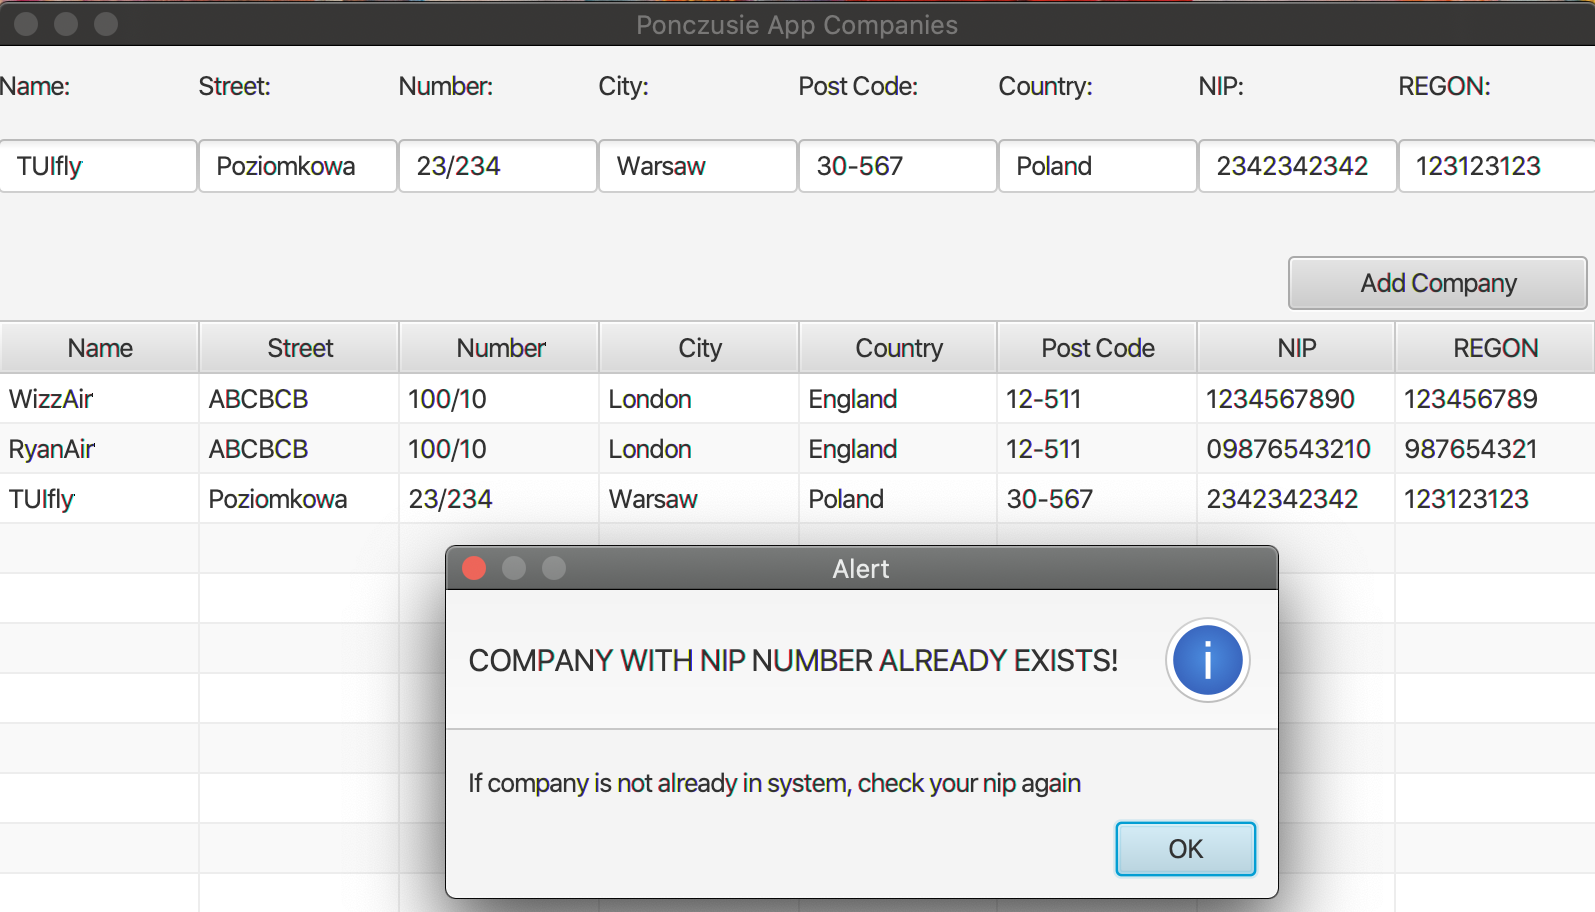 Ponczusie App Companies
Name: Street: Number: City: Post Code: Country: NIP: REGON:
TUIfly Poziomkowa 23/234 Warsaw 30-567 Poland 2342342342 123123123
Add Company
Name Street Number City Country Post Code NIP REGON
WizzAir ABCBCB 100/10 London England 12-511 1234567890 123456789
RyanAir ABCBCB 100/10 London England 12-511 09876543210 987654321
TUIfly Poziomkowa 23/234 Warsaw Poland 30-567 2342342342 123123123
Alert
COMPANY WITH NIP NUMBER ALREADY EXISTS!
i
If company is not already in system, check your nip again
OK